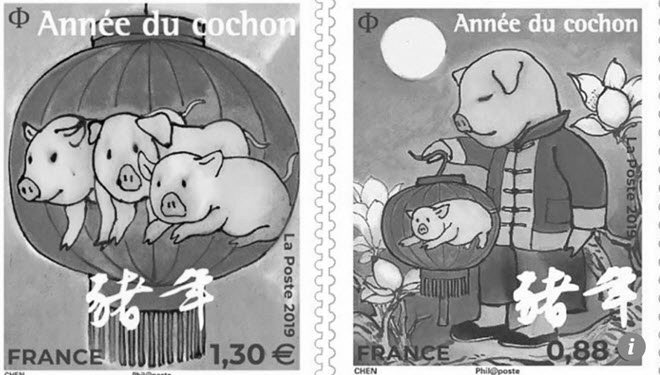 Φ Année du cochon
La Poste 2019
豬年
FRANCE 1,30 €
CHEN Phil@poste
Φ Année du cochon
La Poste 2019
豬年
FRANCE 0,88
CHEN Phil@poste